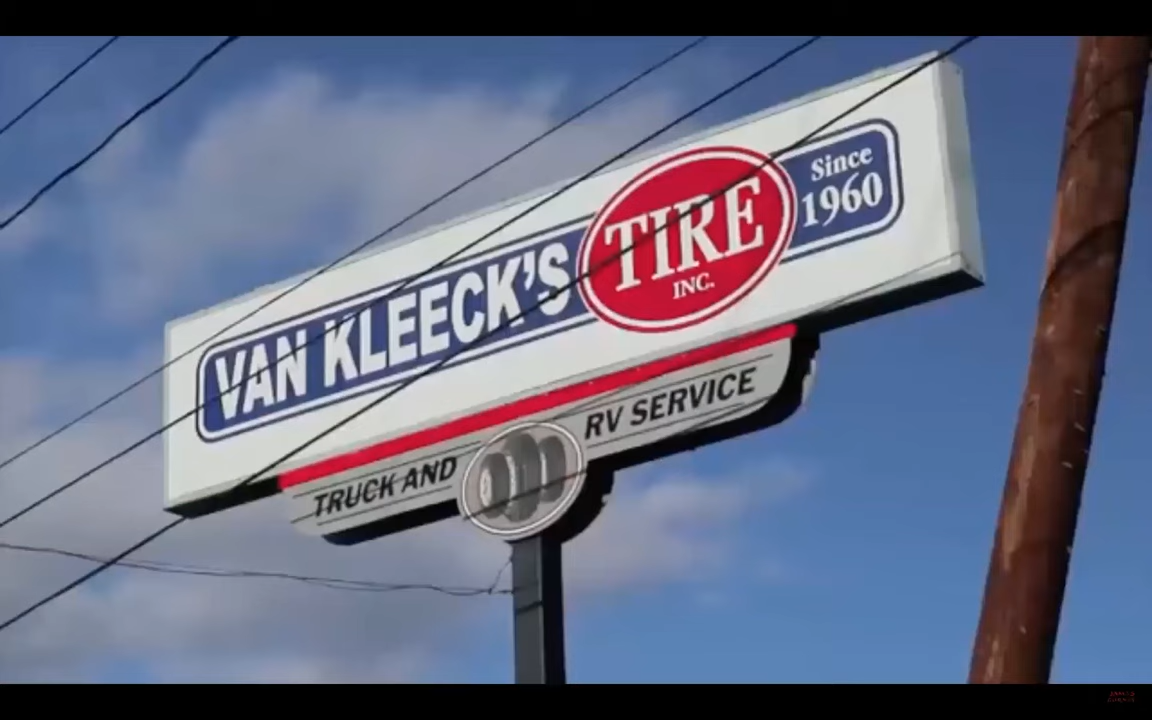 VAN KLEECK'S
TIRE
INC.
Since
1960
TRUCK AND
RV SERVICE